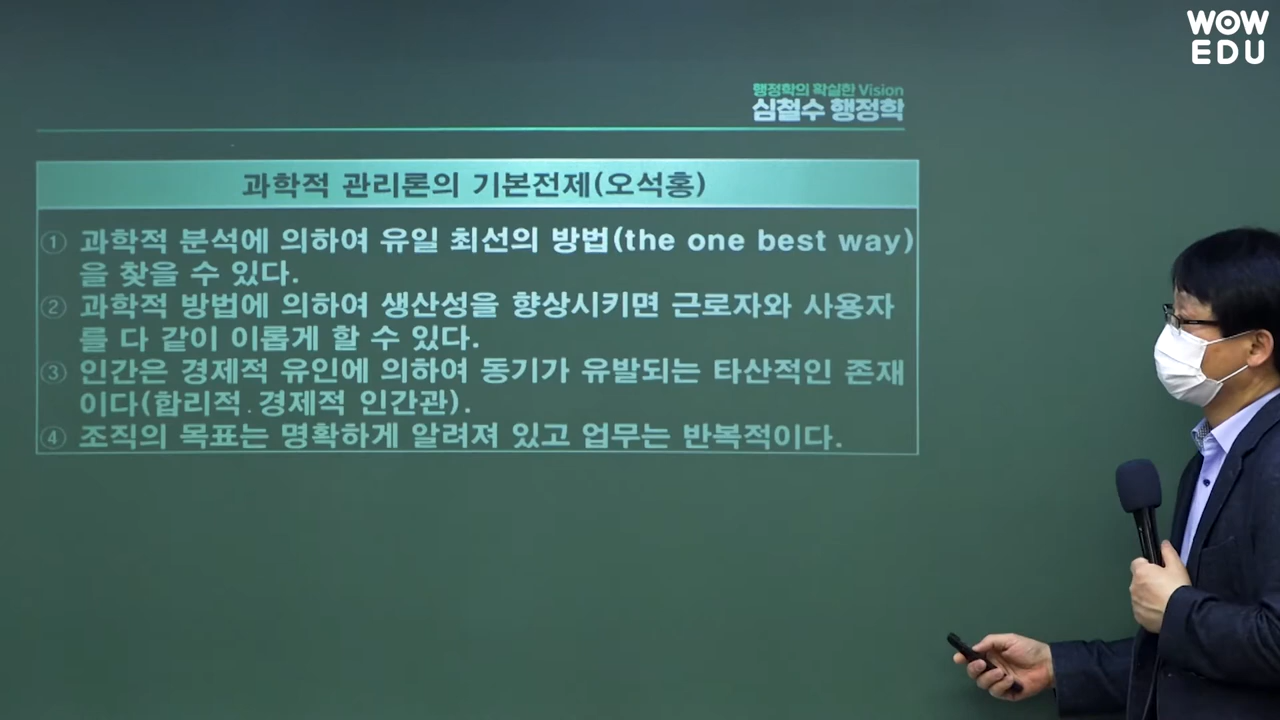 WOW
EDU
행정학의 확실한 Vision
심철수 행정학
과학적 관리론의 기본전제(오석홍)
① 과학적 분석에 의하여 유일 최선의 방법(the one best way)
을 찾을 수 있다.
② 과학적 방법에 의하여 생산성을 향상시키면 근로자와 사용자
를 다 같이 이롭게 할 수 있다.
③ 인간은 경제적 유인에 의하여 동기가 유발되는 타산적인 존재
이다(합리적·경제적 인간관).
④ 조직의 목표는 명확하게 알려져 있고 업무는 반복적이다.